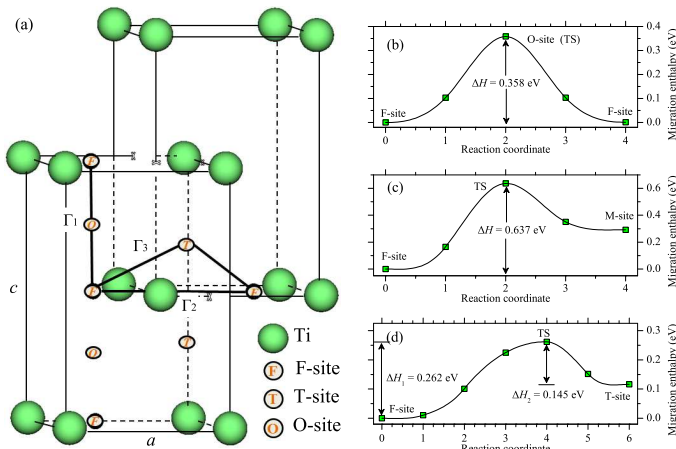 (a)
F
Γ₁
O
Γ₃
T
F
Γ₂
F
c
O
T
F
a
Ti
F F-site
T T-site
O O-site
(b)
O-site (TS)
ΔH = 0.358 eV
F-site
F-site
0 1 2 3 4
Reaction coordinate
0.4
0.3
0.2
0.1
0.0
Migration enthalpy (eV)
(c)
TS
M-site
ΔH = 0.637 eV
F-site
0 1 2 3 4
Reaction coordinate
0.6
0.4
0.2
0.0
Migration enthalpy (eV)
(d)
TS
ΔH₁ = 0.262 eV
ΔH₂ = 0.145 eV
F-site
T-site
0 1 2 3 4 5 6
Reaction coordinate
0.3
0.2
0.1
0.0
Migration enthalpy (eV)